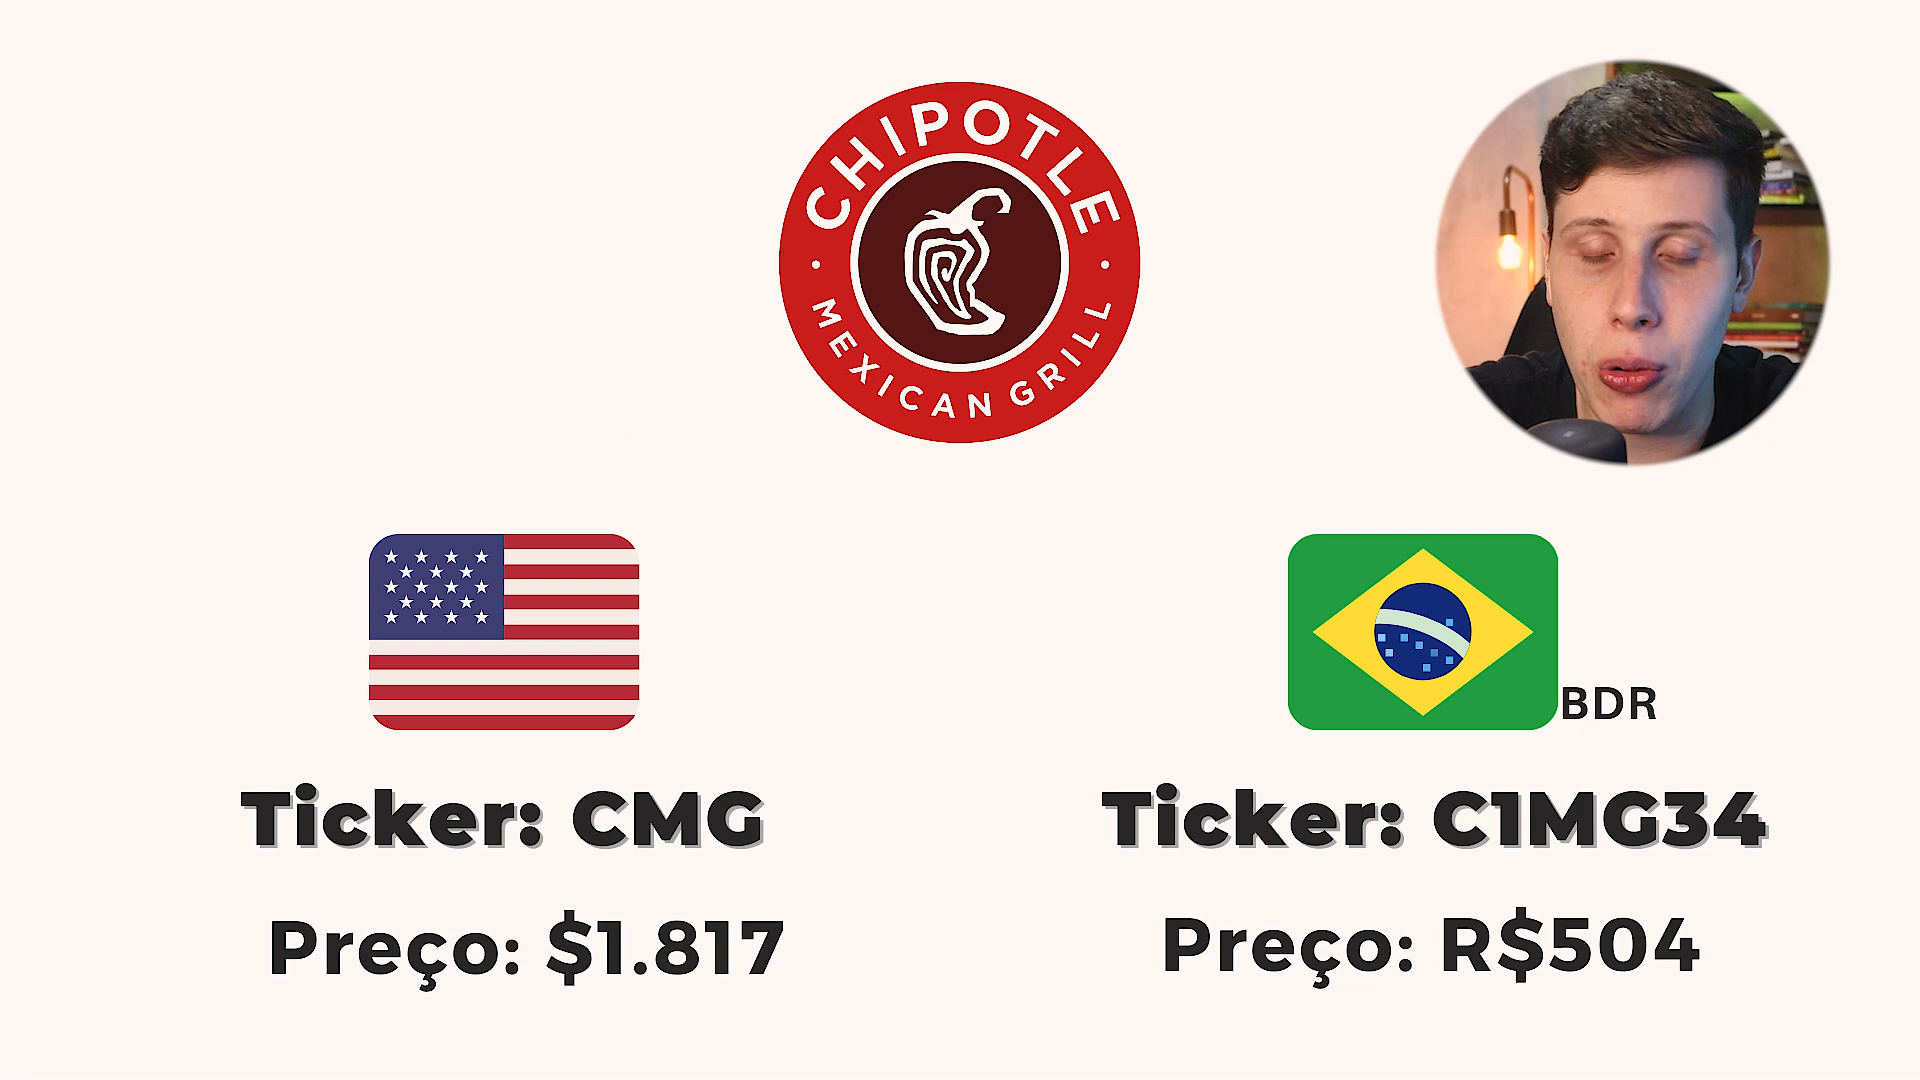 CHIPOTLE
MEXICAN GRILL
BDR
Ticker: CMG
Ticker: C1MG34
Preço: $1.817
Preço: R$504